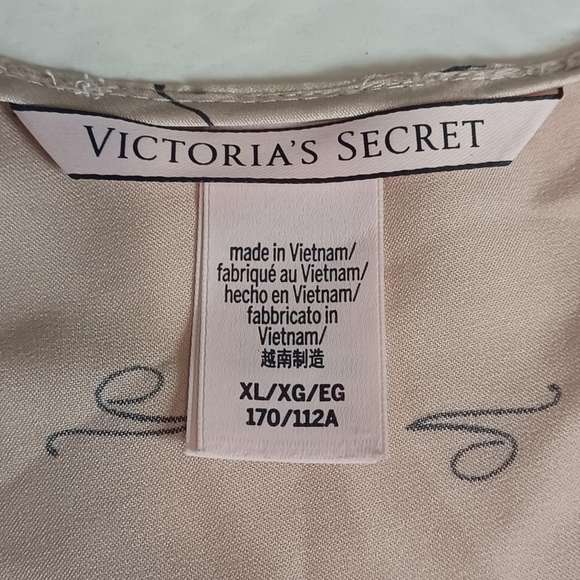 VICTORIA'S SECRET
made in Vietnam/
fabriqué au Vietnam/
hecho en Vietnam/
fabbricato in
Vietnam/
越南制造
XL/XG/EG
170/112A